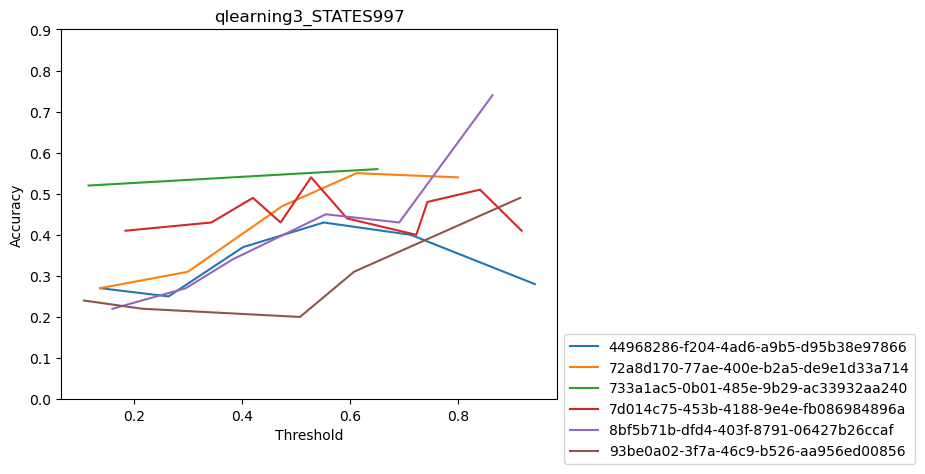 qlearning3_STATES997
0.9
0.8
0.7
0.6
0.5
0.4
0.3
0.2
0.1
0.0
Accuracy
0.2 0.4 0.6 0.8
Threshold
44968286-f204-4ad6-a9b5-d95b38e97866
72a8d170-77ae-400e-b2a5-de9e1d33a714
733a1ac5-0b01-485e-9b29-ac33932aa240
7d014c75-453b-4188-9e4e-fb086984896a
8bf5b71b-dfd4-403f-8791-06427b26ccaf
93be0a02-3f7a-46c9-b526-aa956ed00856